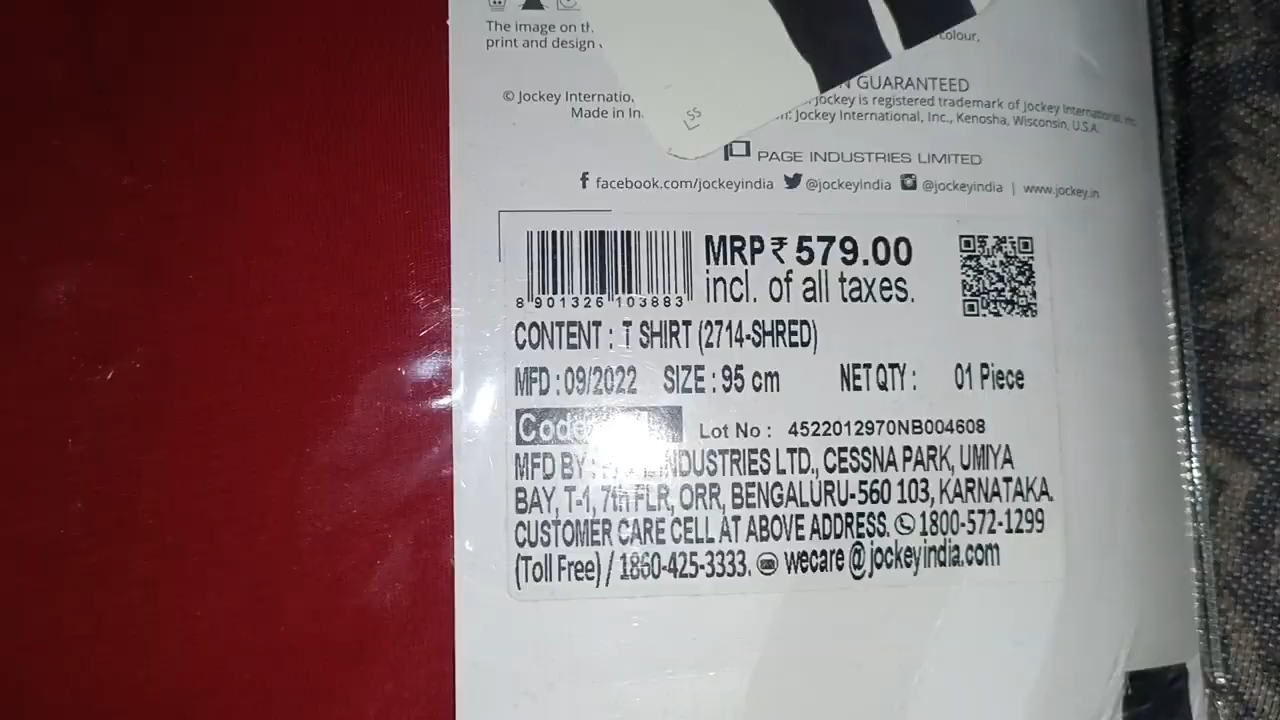 The image on
print and design
colour,
GUARANTEED
© Jockey
Jockey is registered trademark of Jockey International, Inc.
Made in
Jockey International, Inc., Kenosha, Wisconsin, U.S.A.
L55
PAGE INDUSTRIES LIMITED
facebook.com/jockeyindia @jockeyindia @jockeyindia | www.jockey.in
MRP ₹ 579.00
incl. of all taxes.
8 901326 103883
CONTENT : T SHIRT (2714-SHRED)
MFD : 09/2022 SIZE : 95 cm NET QTY : 01 Piece
Code Lot No : 4522012970NB004608
MFD BY : INDUSTRIES LTD., CESSNA PARK, UMIYA
BAY, T-1, 7th FLR, ORR, BENGALURU-560 103, KARNATAKA.
CUSTOMER CARE CELL AT ABOVE ADDRESS. 1800-572-1299
(Toll Free) / 1860-425-3333. wecare@jockeyindia.com